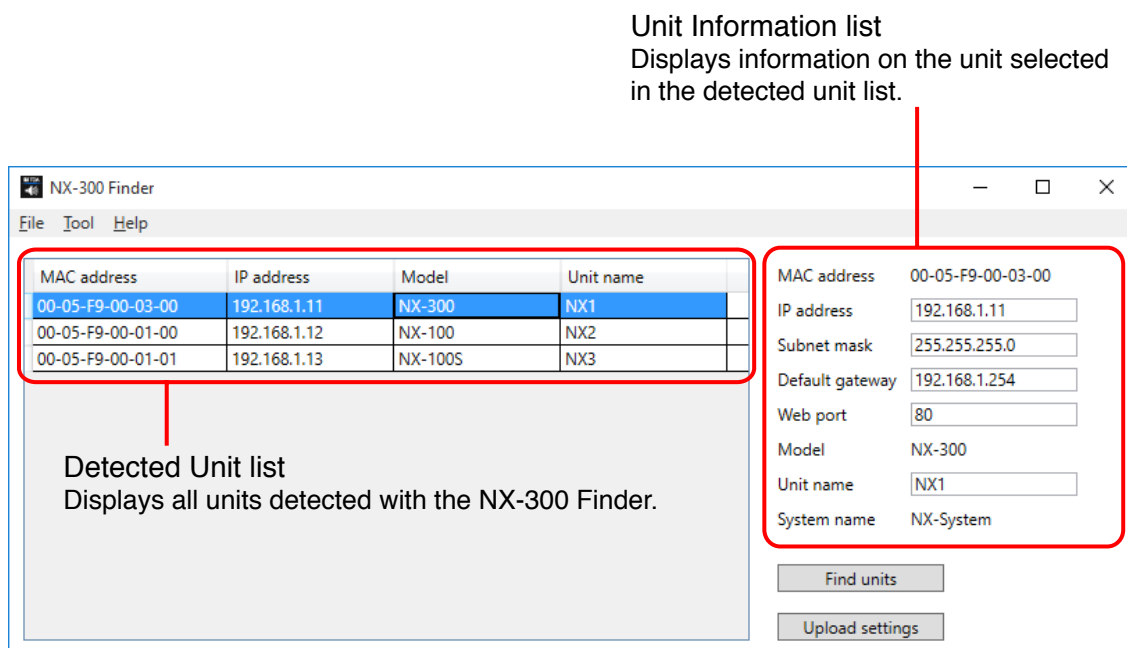 Unit Information list
Displays information on the unit selected
in the detected unit list.
NX-300 Finder
File Tool Help
MAC address IP address Model Unit name
00-05-F9-00-03-00 192.168.1.11 NX-300 NX1
00-05-F9-00-01-00 192.168.1.12 NX-100 NX2
00-05-F9-00-01-01 192.168.1.13 NX-100S NX3
Detected Unit list
Displays all units detected with the NX-300 Finder.
MAC address 00-05-F9-00-03-00
IP address 192.168.1.11
Subnet mask 255.255.255.0
Default gateway 192.168.1.254
Web port 80
Model NX-300
Unit name NX1
System name NX-System
Find units
Upload settings